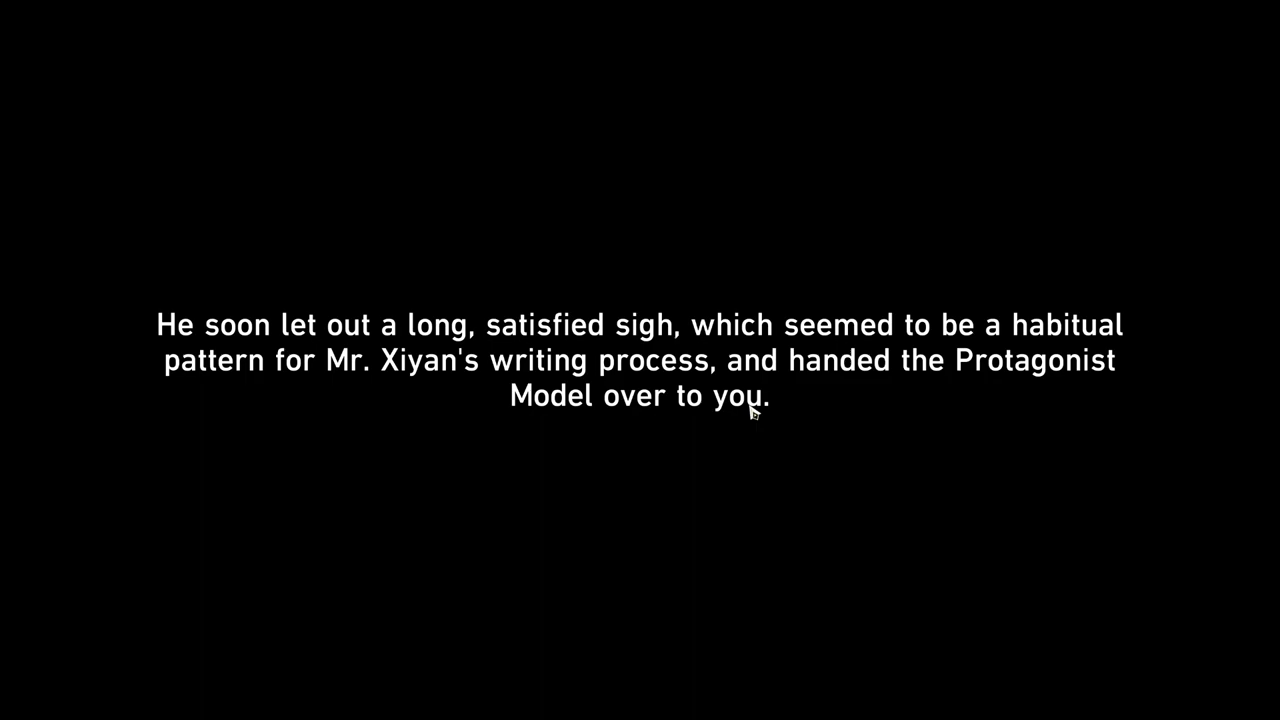 He soon let out a long, satisfied sigh, which seemed to be a habitual
pattern for Mr. Xiyan's writing process, and handed the Protagonist
Model over to you.